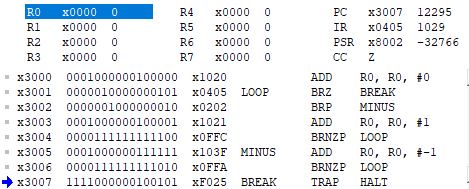 R0 x0000 0 R4 x0000 0 PC x3007 12295
R1 x0000 0 R5 x0000 0 IR x0405 1029
R2 x0000 0 R6 x0000 0 PSR x8002 -32766
R3 x0000 0 R7 x0000 0 CC Z
x3000 0001000000100000 x1020 ADD R0, R0, #0
x3001 0000010000000101 x0405 LOOP BRZ BREAK
x3002 0000001000000010 x0202 BRP MINUS
x3003 0001000000100001 x1021 ADD R0, R0, #1
x3004 0000111111111100 x0FFC BRNZP LOOP
x3005 0001000000111111 x103F MINUS ADD R0, R0, #-1
x3006 0000111111111010 x0FFA BRNZP LOOP
x3007 1111000000100101 xF025 BREAK TRAP HALT